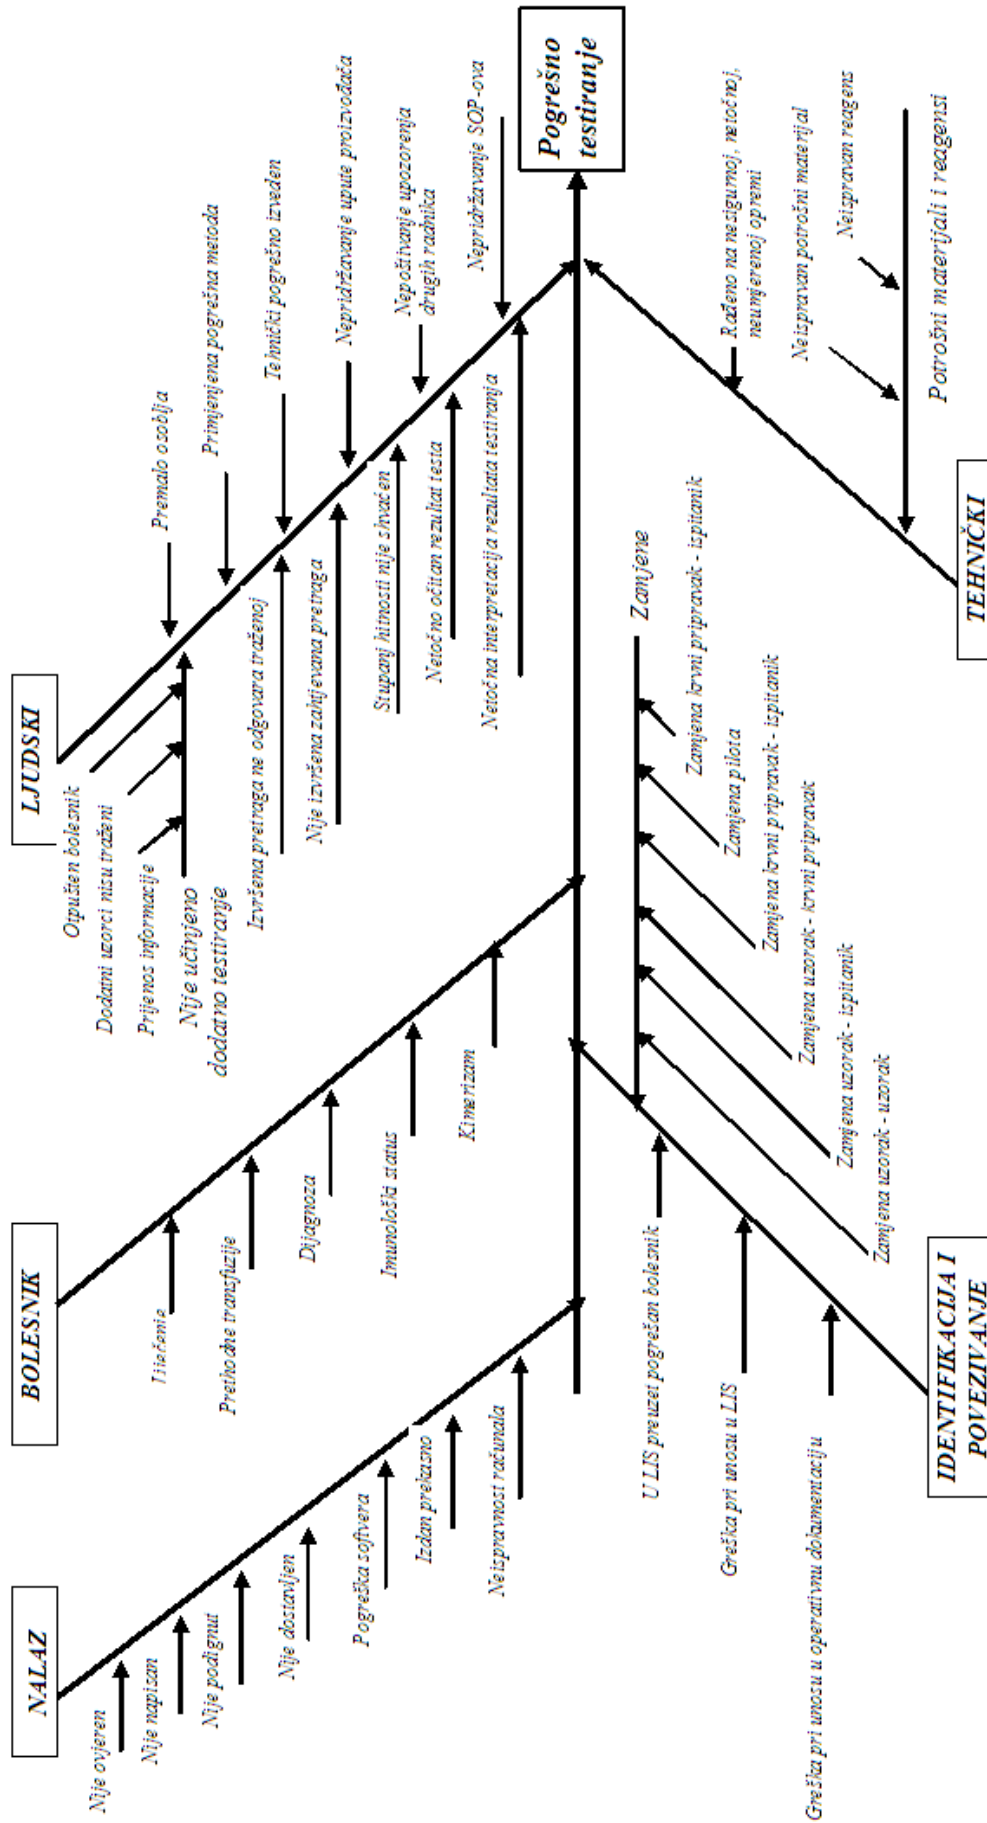 NALAZ
Nije ovjeren
Nije napisan
Nije podignut
Nije dostavljen
Pogreška softvera
Izdan prekasno
Neispravnost računala
BOLESNIK
Liječenje
Prethodne transfuzije
Dijagnoza
Imunološki status
Kimerizam
LJUDSKI
Otpušten bolesnik
Dodatni uzorci nisu traženi
Prijenos informacije
Nije učinjeno
dodatno testiranje
Izvršena pretraga ne odgovara traženoj
Nije izvršena zahtjevana pretraga
Stupanj hitnosti nije shvaćen
Netočno očitan rezultat testa
Netočna interpretacija rezultata testiranja
Premalo osoblja
Primjenjena pogrešna metoda
Tehnički pogrešno izveden
Nepridržavanje upute proizvođača
Nepoštivanje upozorenja
drugih radnika
Nepridržavanje SOP-ova
Pogrešno
testiranje
U LIS preuzet pogrešan bolesnik
Greška pri unosu u LIS
Greška pri unosu u operativnu dokumentaciju
IDENTIFIKACIJA I
POVEZIVANJE
Zamjene
Zamjena krvni pripravak - ispitanik
Zamjena pilota
Zamjena krvni pripravak - ispitanik
Zamjena uzorak - krvni pripravak
Zamjena uzorak - ispitanik
Zamjena uzorak - uzorak
Rađeno na nesigurnoj, netočnoj,
neumjerenoj opremi
Neispravan potrošni materijal
Neispravan reagens
Potrošni materijali i reagensi
TEHNIČKI